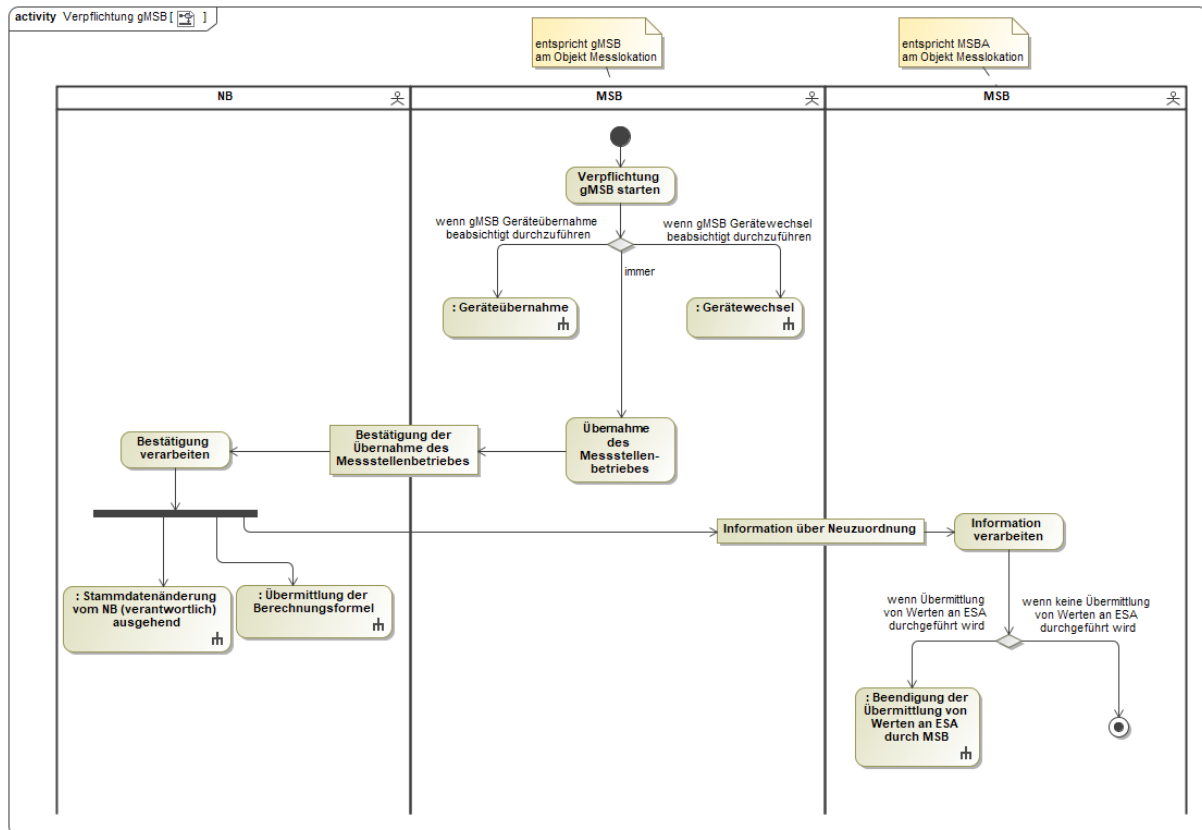 activity Verpflichtung gMSB [ ]
entspricht gMSB
am Objekt Messlokation
entspricht MSBA
am Objekt Messlokation
NB
MSB
MSB
Verpflichtung
gMSB starten
wenn gMSB Geräteübernahme
beabsichtigt durchzuführen
wenn gMSB Gerätewechsel
beabsichtigt durchzuführen
immer
: Geräteübernahme
: Gerätewechsel
Bestätigung
verarbeiten
Bestätigung der
Übernahme des
Messstellenbetriebes
Übernahme
des
Messstellen-
betriebes
Information über Neuzuordnung
Information
verarbeiten
: Stammdatenänderung
vom NB (verantwortlich)
ausgehend
: Übermittlung der
Berechnungsformel
wenn Übermittlung
von Werten an ESA
durchgeführt wird
wenn keine Übermittlung
von Werten an ESA
durchgeführt wird
: Beendigung der
Übermittlung von
Werten an ESA
durch MSB